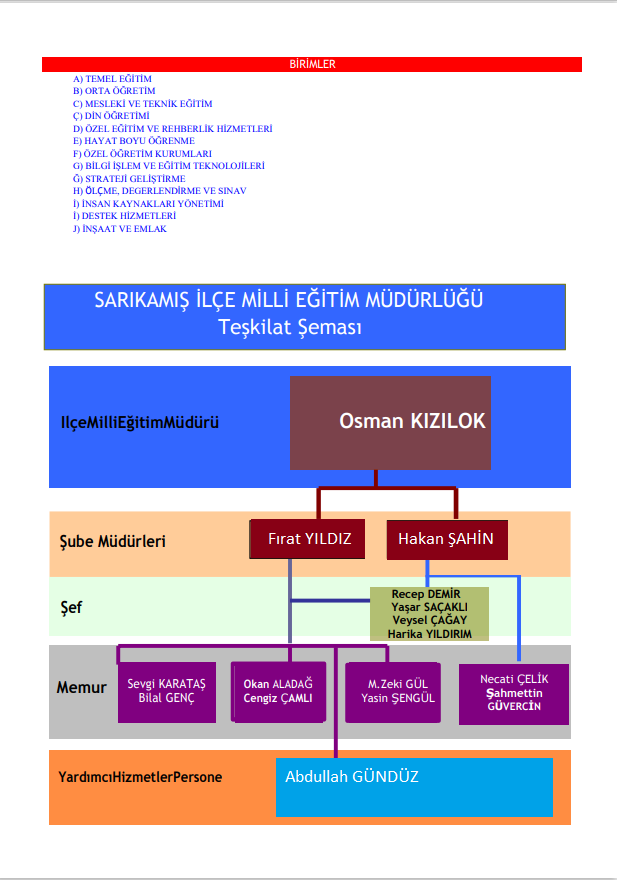 BİRİMLER
A) TEMEL EĞİTİM
B) ORTA ÖĞRETİM
C) MESLEKİ VE TEKNİK EĞİTİM
Ç) DİN ÖĞRETİMİ
D) ÖZEL EĞİTİM VE REHBERLİK HİZMETLERİ
E) HAYAT BOYU ÖĞRENME
F) ÖZEL ÖĞRETİM KURUMLARI
G) BİLGİ İŞLEM VE EĞİTİM TEKNOLOJİLERİ
Ğ) STRATEJİ GELİŞTİRME
H) ÖLÇME, DEGERLENDİRME VE SINAV
İ) İNSAN KAYNAKLARI YÖNETİMİ
İ) DESTEK HİZMETLERİ
J) İNŞAAT VE EMLAK
SARIKAMIŞ İLÇE MİLLİ EĞİTİM MÜDÜRLÜĞÜ
Teşkilat Şeması
IlçeMilliEğitimMüdürü
Osman KIZILOK
Şube Müdürleri
Fırat YILDIZ
Hakan ŞAHİN
Şef
Recep DEMİR
Yaşar SAÇAKLI
Veysel ÇAĞAY
Harika YILDIRIM
Memur
Sevgi KARATAŞ
Bilal GENÇ
Okan ALADAĞ
Cengiz ÇAMLI
M.Zeki GÜL
Yasin ŞENGÜL
Necati ÇELİK
Şahmettin
GÜVERCİN
YardımcıHizmetlerPersone
Abdullah GÜNDÜZ